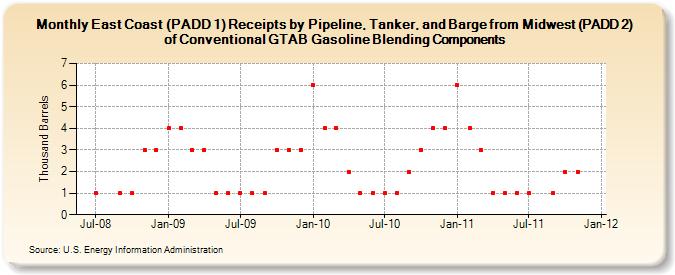 Monthly East Coast (PADD 1) Receipts by Pipeline, Tanker, and Barge from Midwest (PADD 2)
of Conventional GTAB Gasoline Blending Components
Thousand Barrels
7
6
5
4
3
2
1
0
Jul-08 Jan-09 Jul-09 Jan-10 Jul-10 Jan-11 Jul-11 Jan-12
Source: U.S. Energy Information Administration